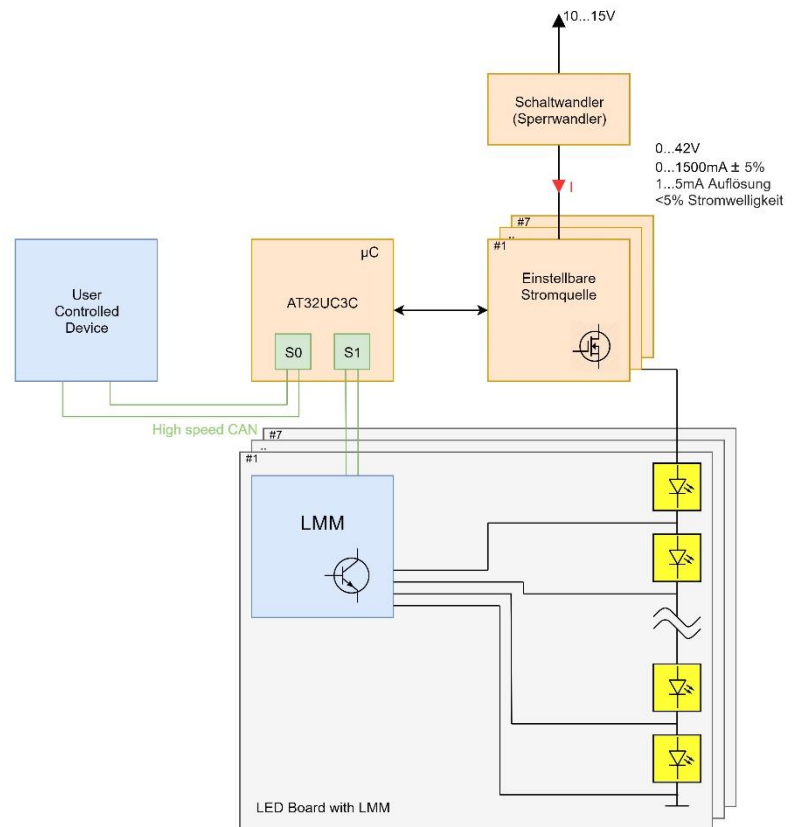 10...15V
Schaltwandler
(Sperrwandler)
0...42V
0...1500mA ± 5%
1...5mA Auflösung
<5% Stromwelligkeit
I
#7
..
#1
Einstellbare
Stromquelle
µC
AT32UC3C
S0
S1
User
Controlled
Device
High speed CAN
#7
..
#1
LMM
LED Board with LMM